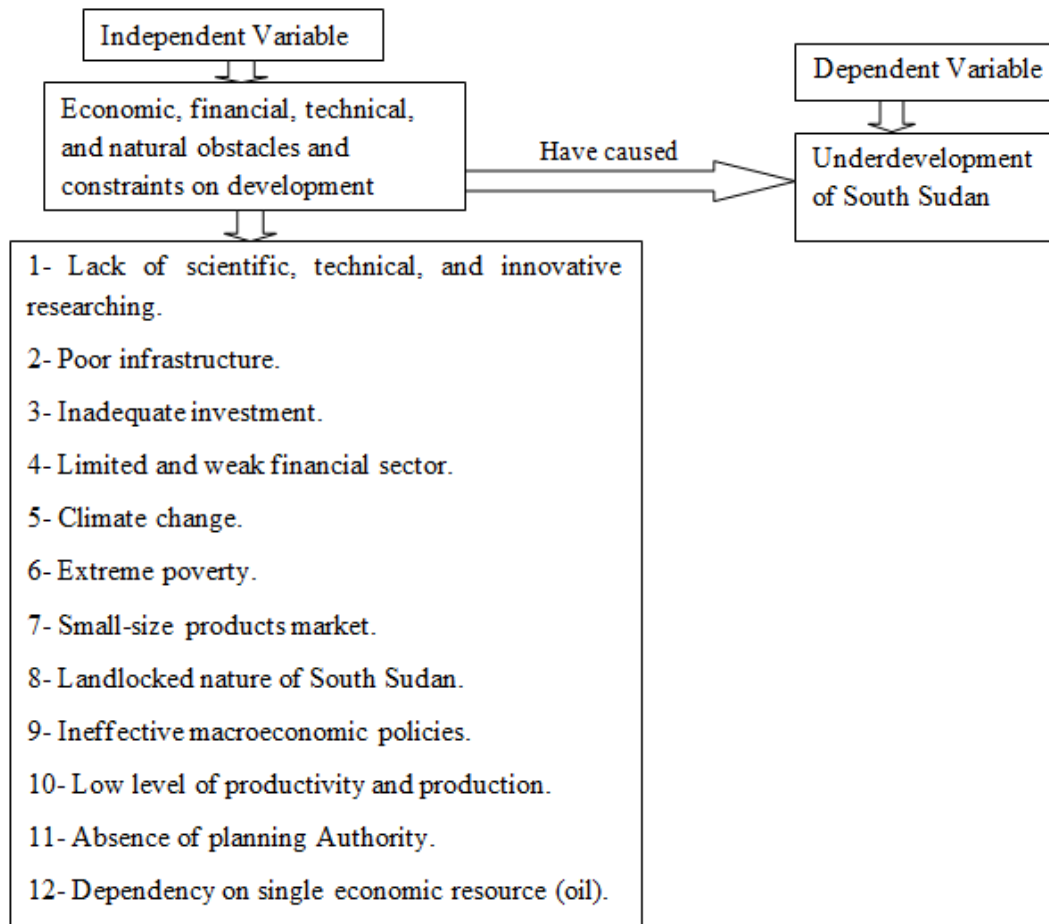 Independent Variable
Dependent Variable
Economic, financial, technical,
and natural obstacles and
constraints on development
Have caused
Underdevelopment
of South Sudan
1- Lack of scientific, technical, and innovative
researching.
2- Poor infrastructure.
3- Inadequate investment.
4- Limited and weak financial sector.
5- Climate change.
6- Extreme poverty.
7- Small-size products market.
8- Landlocked nature of South Sudan.
9- Ineffective macroeconomic policies.
10- Low level of productivity and production.
11- Absence of planning Authority.
12- Dependency on single economic resource (oil).